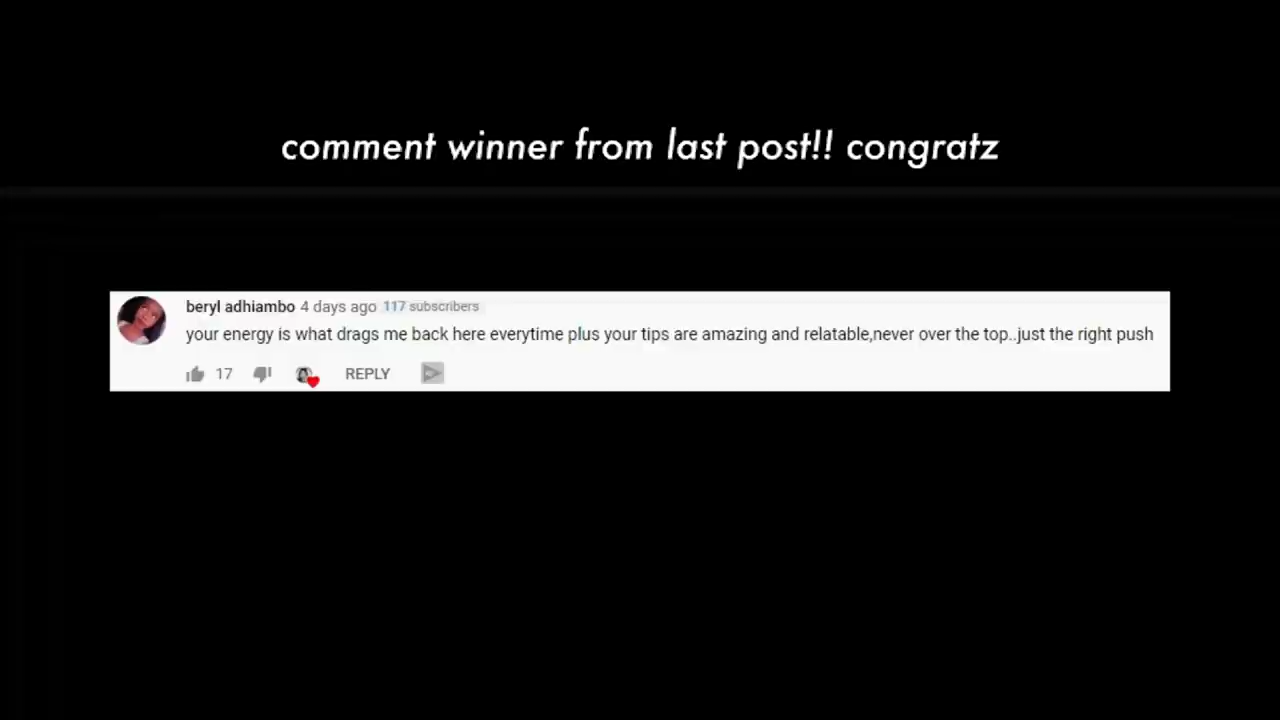 comment winner from last post!! congratz
beryl adhiambo 4 days ago 117 subscribers
your energy is what drags me back here everytime plus your tips are amazing and relatable,never over the top..just the right push
17 REPLY